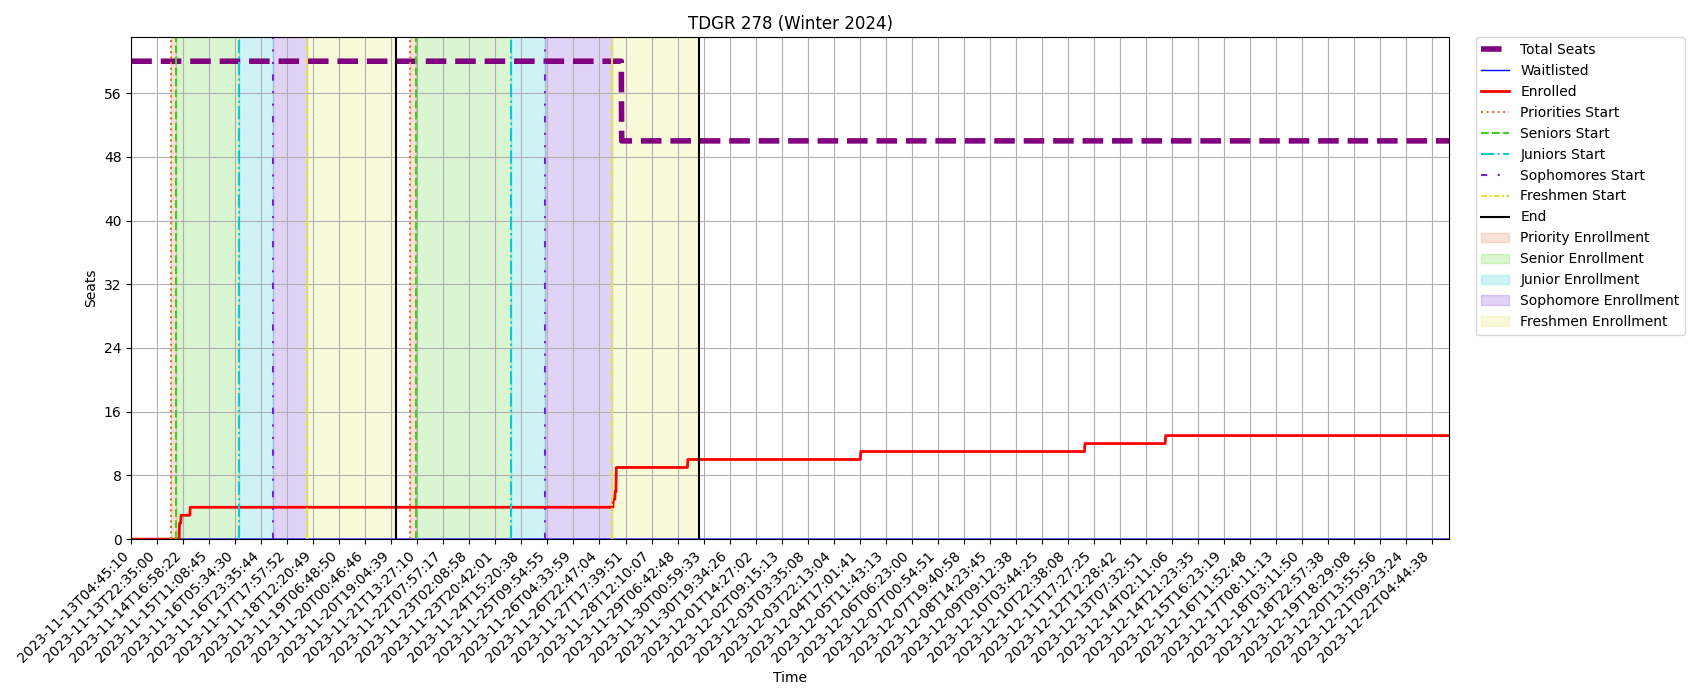 TDGR 278 (Winter 2024)
Total Seats
Waitlisted
Enrolled
Priorities Start
Seniors Start
Juniors Start
Sophomores Start
Freshmen Start
End
Priority Enrollment
Senior Enrollment
Junior Enrollment
Sophomore Enrollment
Freshmen Enrollment
Seats
56
48
40
32
24
16
8
0
2023-11-13T04:45:10
2023-11-13T22:35:00
2023-11-14T16:58:22
2023-11-15T11:08:45
2023-11-16T05:34:30
2023-11-16T23:35:44
2023-11-17T17:57:52
2023-11-18T12:20:49
2023-11-19T06:48:50
2023-11-20T00:46:46
2023-11-20T19:04:39
2023-11-21T13:27:10
2023-11-22T07:57:17
2023-11-23T02:08:58
2023-11-23T20:42:01
2023-11-24T15:20:38
2023-11-25T09:54:55
2023-11-26T04:33:59
2023-11-26T22:47:04
2023-11-27T17:39:51
2023-11-28T12:10:07
2023-11-29T06:42:48
2023-11-30T00:59:33
2023-11-30T19:34:26
2023-12-01T14:27:02
2023-12-02T09:15:13
2023-12-03T03:35:08
2023-12-03T22:13:04
2023-12-04T17:01:41
2023-12-05T11:43:13
2023-12-06T06:23:00
2023-12-07T00:54:51
2023-12-07T19:40:58
2023-12-08T14:23:45
2023-12-09T09:12:38
2023-12-10T03:44:25
2023-12-10T22:38:08
2023-12-11T17:27:25
2023-12-12T12:28:42
2023-12-13T07:32:51
2023-12-14T02:11:06
2023-12-14T21:23:35
2023-12-15T16:23:19
2023-12-16T11:52:48
2023-12-17T08:11:13
2023-12-18T03:11:50
2023-12-18T22:57:38
2023-12-19T18:29:08
2023-12-20T13:55:56
2023-12-21T09:23:24
2023-12-22T04:44:38
Time